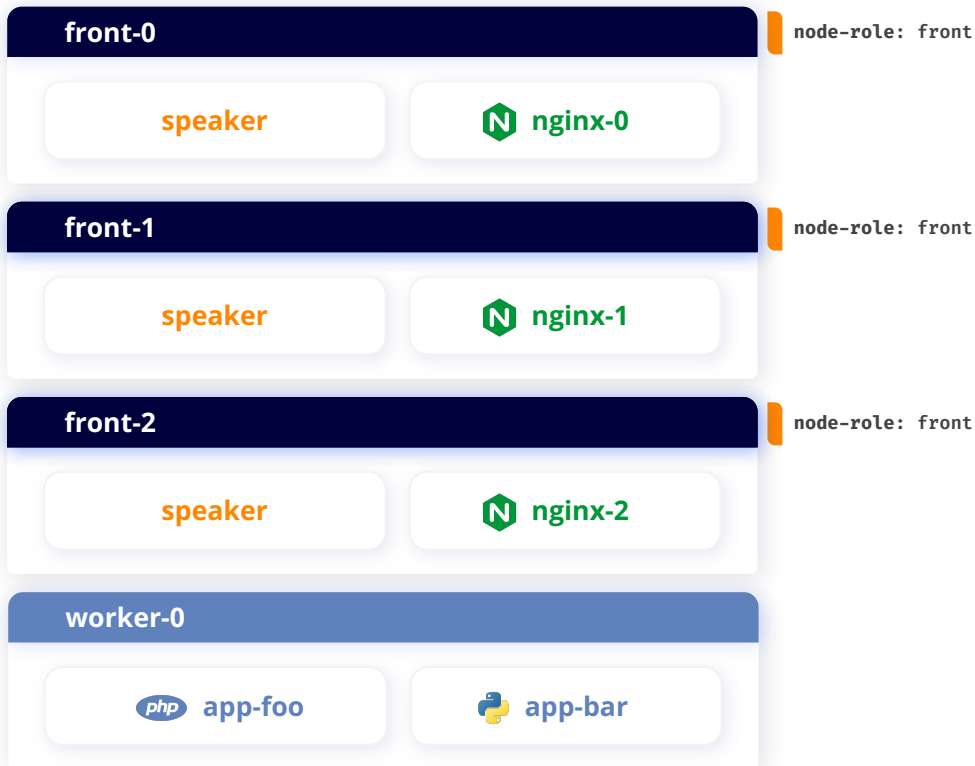 front-0
node-role: front
speaker
nginx-0
front-1
node-role: front
speaker
nginx-1
front-2
node-role: front
speaker
nginx-2
worker-0
php app-foo
app-bar